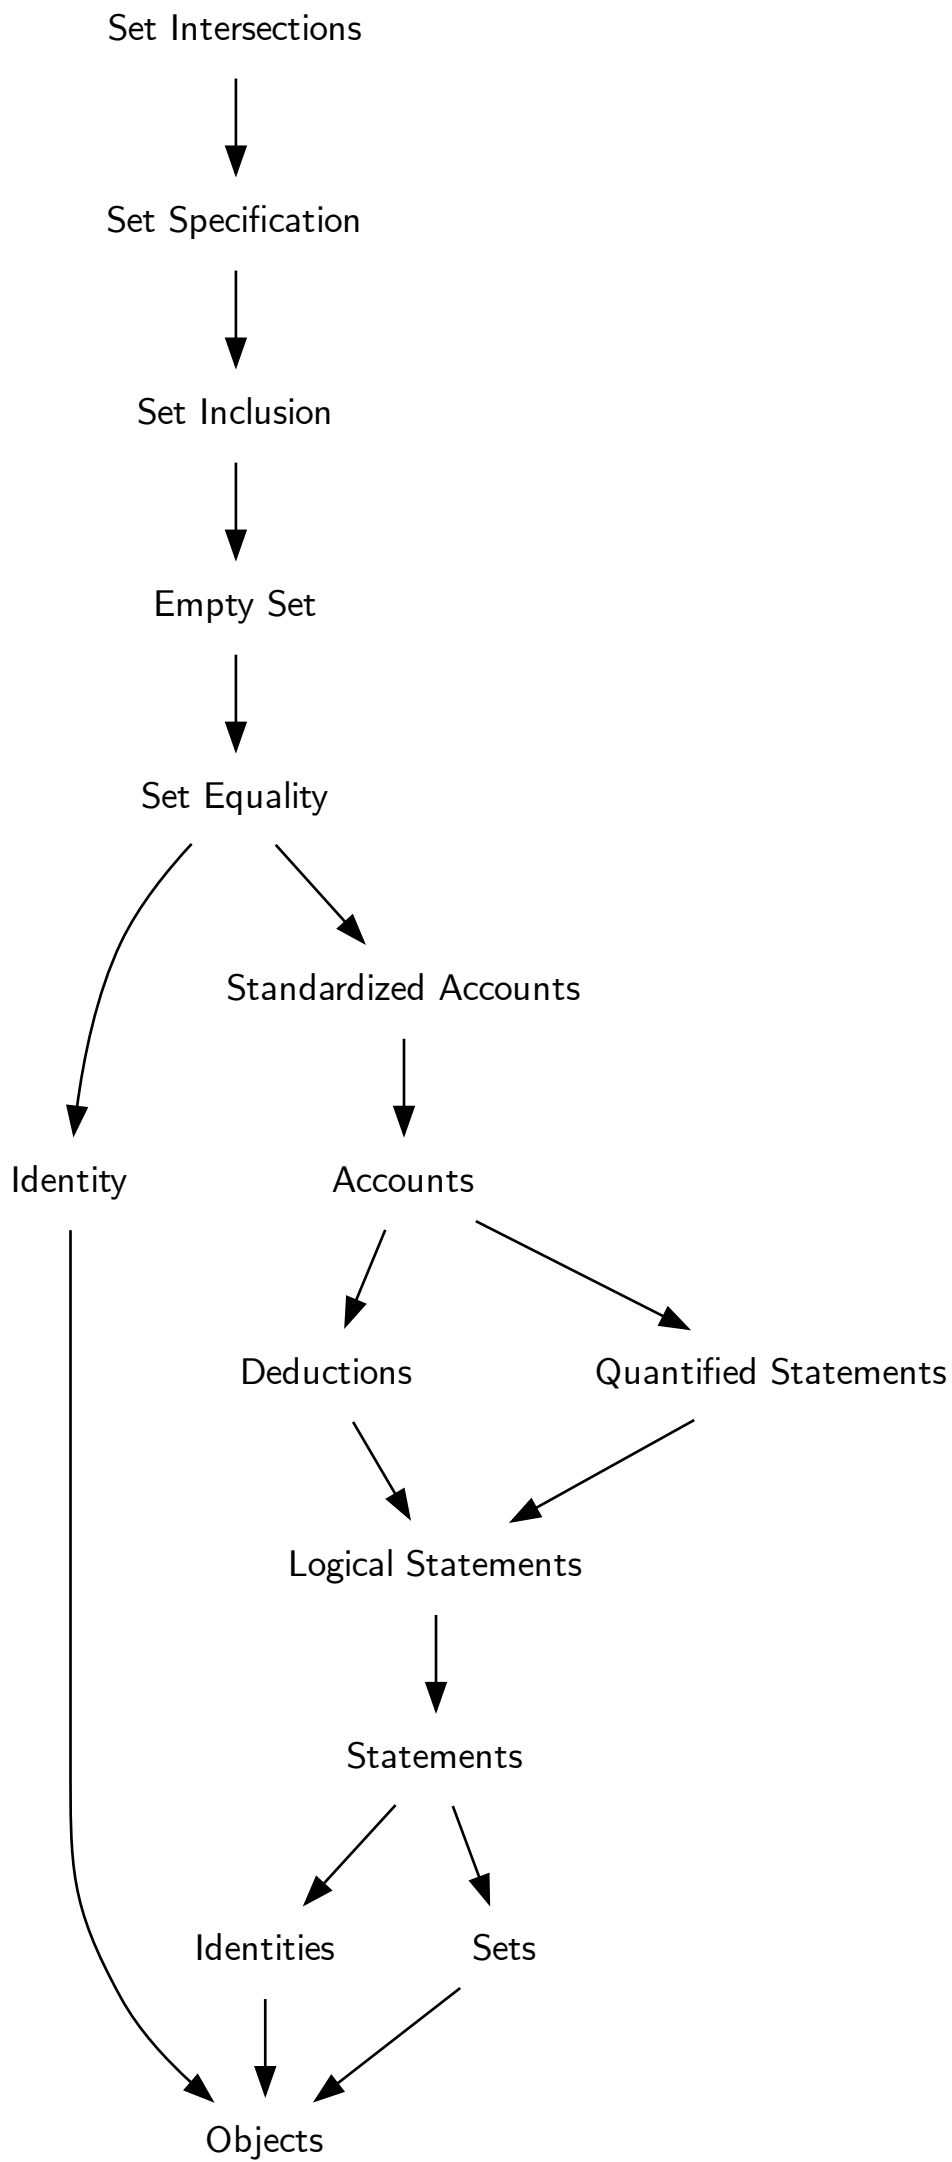 Set Intersections
Set Specification
Set Inclusion
Empty Set
Set Equality
Standardized Accounts
Identity
Accounts
Deductions
Quantified Statements
Logical Statements
Statements
Identities
Sets
Objects